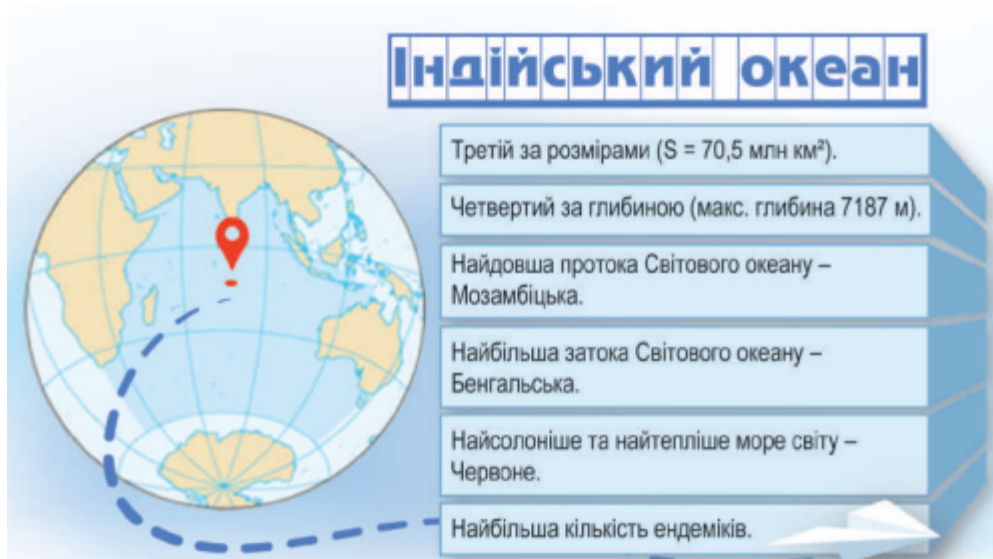 Індійський океан
Третій за розмірами (S = 70,5 млн км²).
Четвертий за глибиною (макс. глибина 7187 м).
Найдовша протока Світового океану –
Мозамбіцька.
Найбільша затока Світового океану –
Бенгальська.
Найсолоніше та найтепліше море світу –
Червоне.
Найбільша кількість ендеміків.